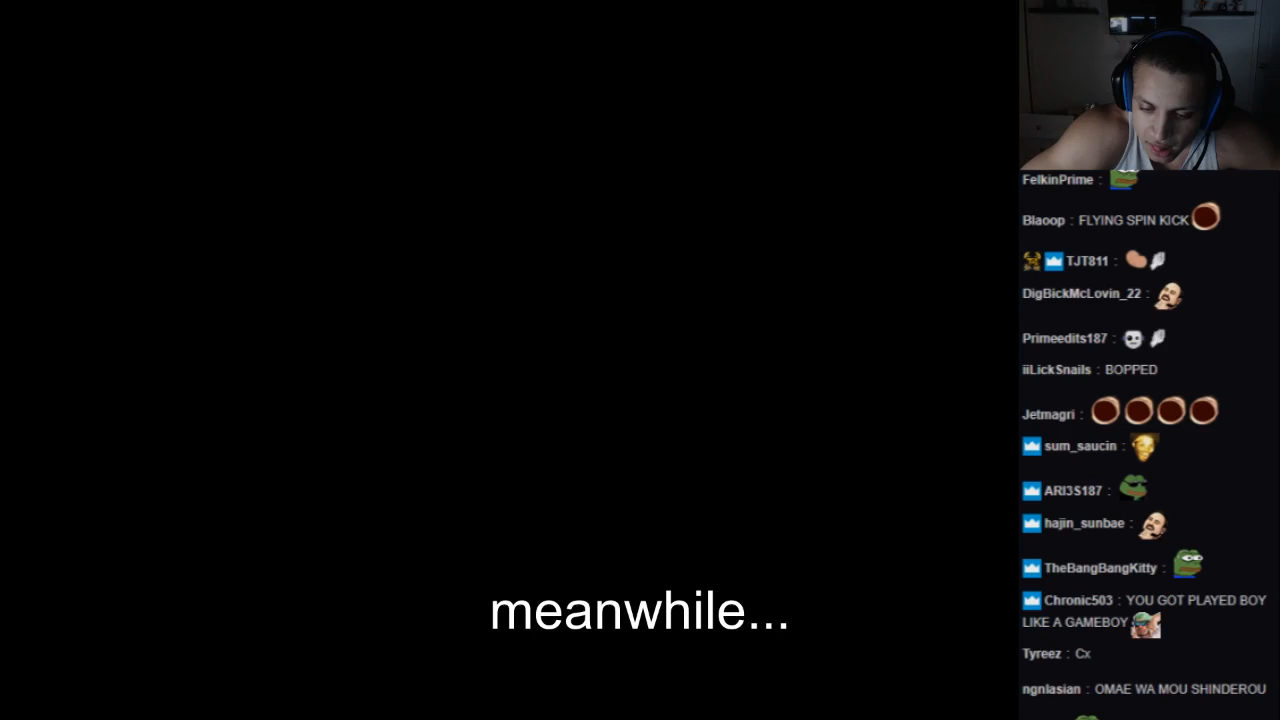 FelkinPrime :
Blaoop : FLYING SPIN KICK
TJT811 :
DigBickMcLovin_22 :
Primeedits187 :
iiLickSnails : BOPPED
Jetmagri :
sum_saucin :
ARI3S187 :
hajin_sunbae :
TheBangBangKitty :
Chronic503 : YOU GOT PLAYED BOY
LIKE A GAMEBOY
Tyreez : Cx
ngnlasian : OMAE WA MOU SHINDEROU
meanwhile...